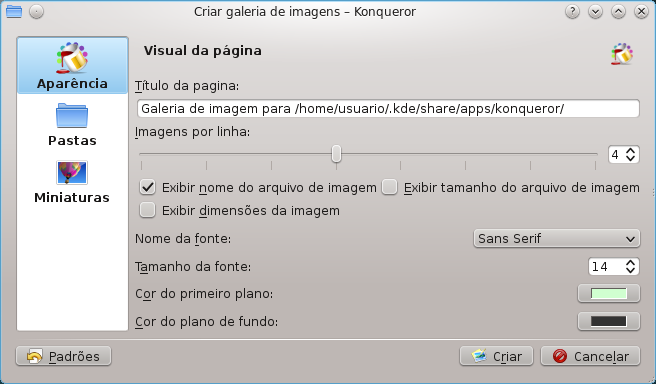 Criar galeria de imagens – Konqueror
Aparência
Pastas
Miniaturas
Visual da página
Título da pagina:
Galeria de imagem para /home/usuario/.kde/share/apps/konqueror/
Imagens por linha:
4
Exibir nome do arquivo de imagem Exibir tamanho do arquivo de imagem
Exibir dimensões da imagem
Nome da fonte: Sans Serif
Tamanho da fonte: 14
Cor do primeiro plano:
Cor do plano de fundo:
Padrões Criar Cancelar